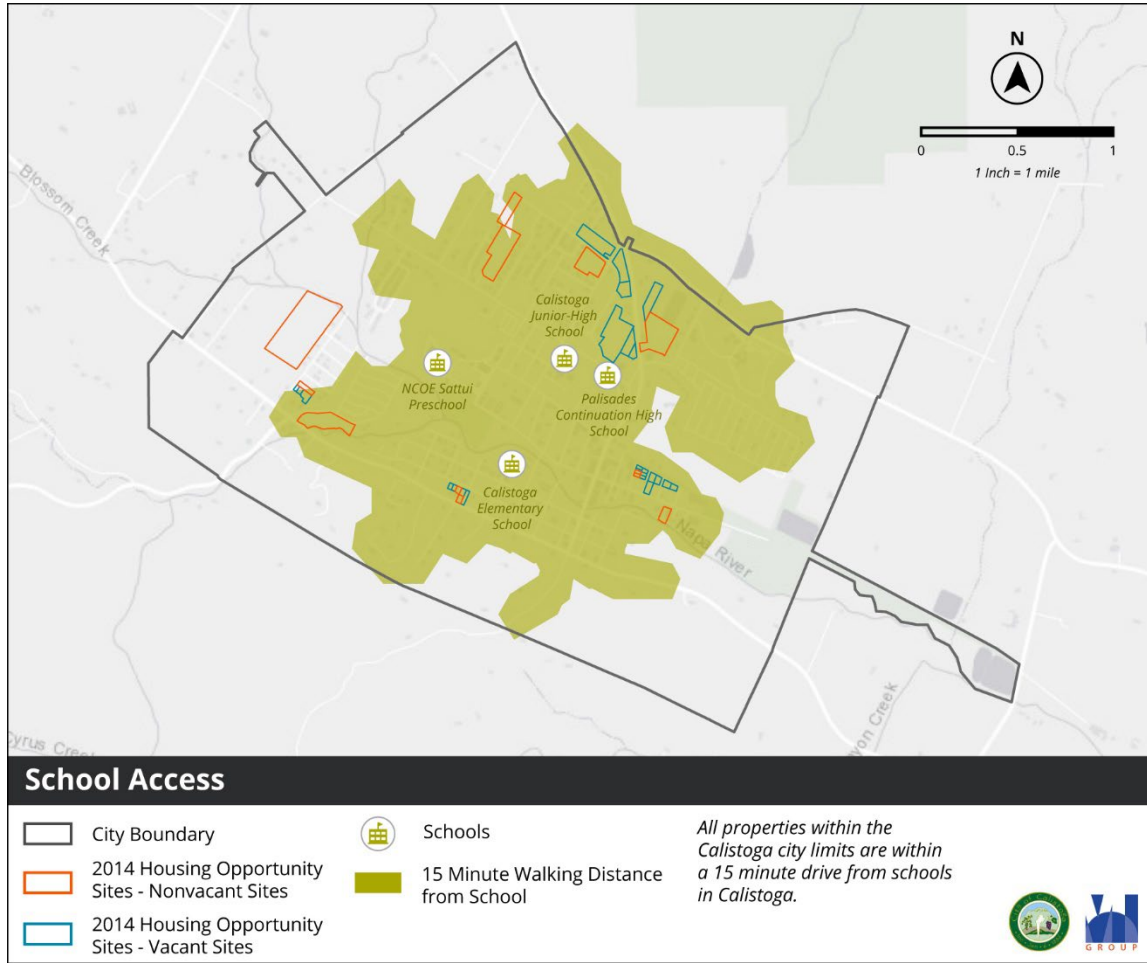 N
0
0.5
1
1 Inch = 1 mile
Blossom Creek
Calistoga
Junior-High
School
NCOE Sattui
Preschool
Palisades
Continuation High
School
Calistoga
Elementary
School
Napa River
Cyrus Creek
yon Creek
School Access
City Boundary
2014 Housing Opportunity
Sites - Nonvacant Sites
2014 Housing Opportunity
Sites - Vacant Sites
Schools
15 Minute Walking Distance
from School
All properties within the
Calistoga city limits are within
a 15 minute drive from schools
in Calistoga.
GROUP